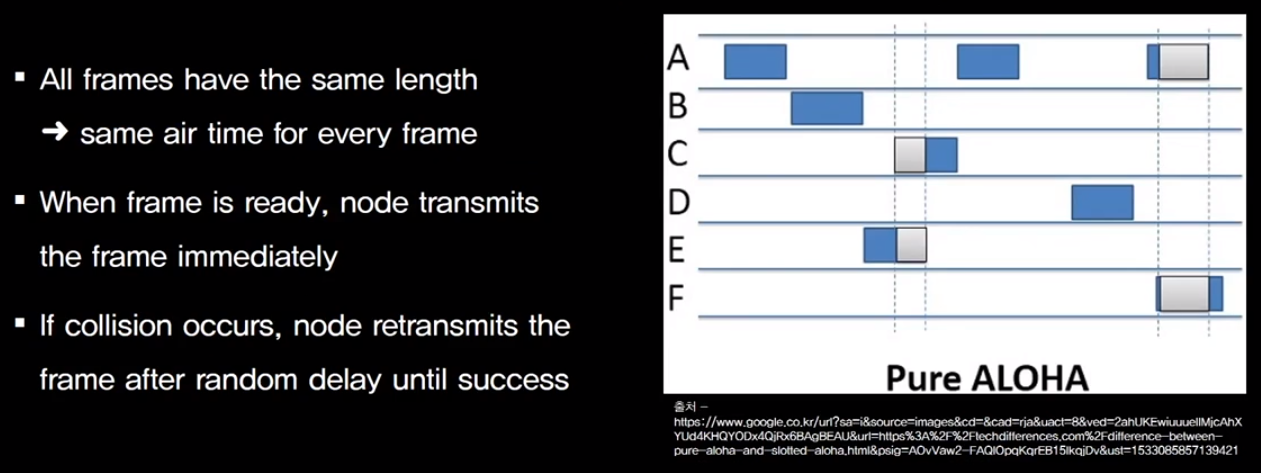 ▪ All frames have the same length
➜ same air time for every frame
▪ When frame is ready, node transmits
the frame immediately
▪ If collision occurs, node retransmits the
frame after random delay until success
A
B
C
D
E
F
Pure ALOHA
출처 –
https://www.google.co.kr/url?sa=i&source=images&cd=&cad=rja&uact=8&ved=2ahUKEwiuuuellMjcAhX
YUd4KHQYODx4QjRx6BAgBEAU&url=https%3A%2F%2Ftechdifferences.com%2Fdifference-between-
pure-aloha-and-slotted-aloha.html&psig=AOvVaw2-FAQlOpqKqrEB15lkqjDv&ust=1533085857139421